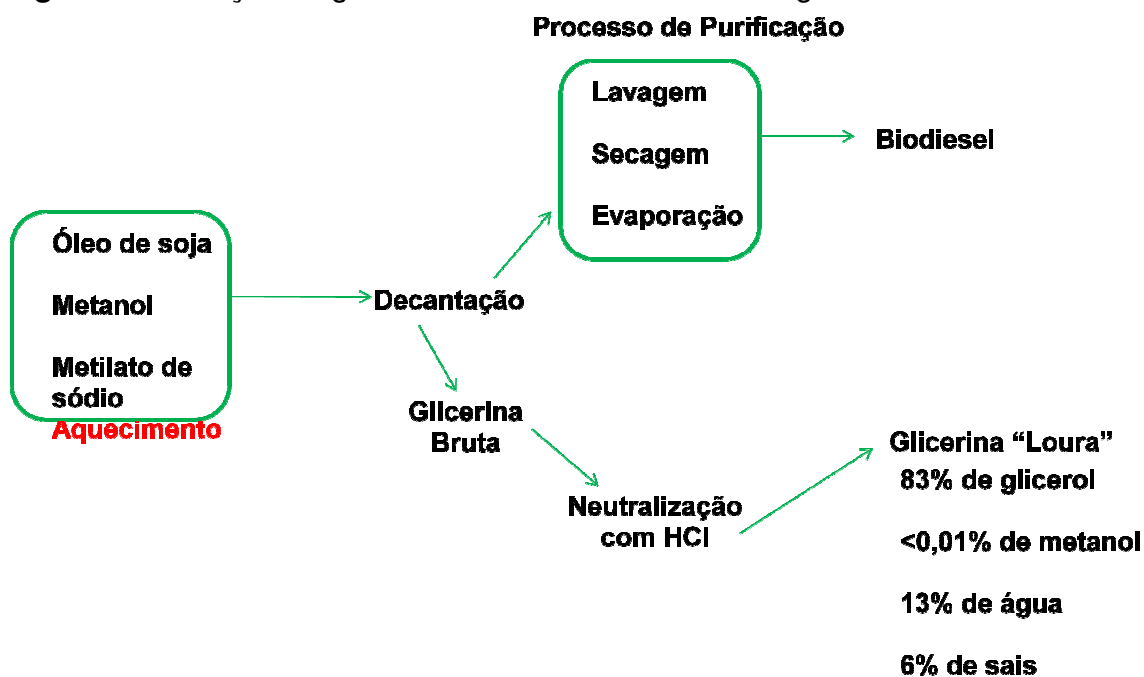 Processo de Purificação
Lavagem
Secagem
Evaporação
Biodiesel
Óleo de soja
Metanol
Metilato de
sódio
Aquecimento
Decantação
Glicerina
Bruta
Neutralização
com HCl
Glicerina “Loura”
83% de glicerol
<0,01% de metanol
13% de água
6% de sais